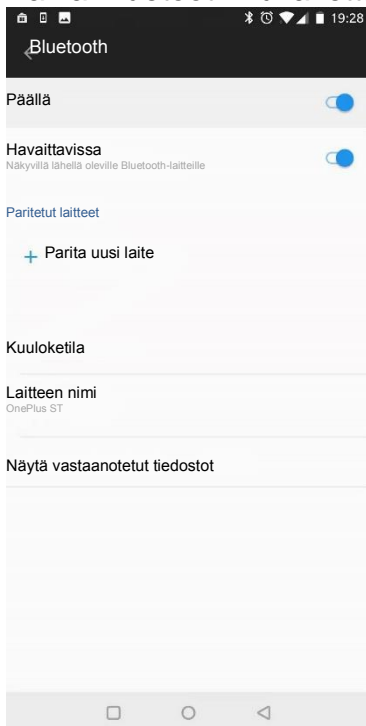 19:28
Bluetooth
Päällä
Havaittavissa
Näkyvillä lähellä oleville Bluetooth-laitteille
Paritetut laitteet
+ Parita uusi laite
Kuuloketila
Laitteen nimi
OnePlus ST
Näytä vastaanotetut tiedostot